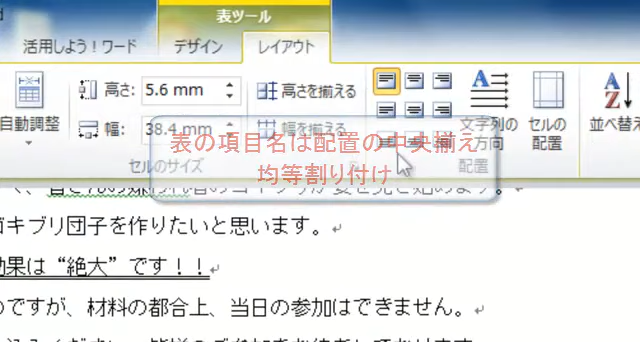 表ツール
活用しよう！ワード デザイン レイアウト
高さ: 5.6 mm 高さを揃える
自動調整 幅: 38.4 mm 幅を揃える 文字列の方向 セルの配置 並べ替え
セルのサイズ 配置
表の項目名は配置の中央揃え
均等割り付け
ゴキブリ団子を作りたいと思います。
効果は“絶大”です！！
のですが、材料の都合上、当日の参加はできません。